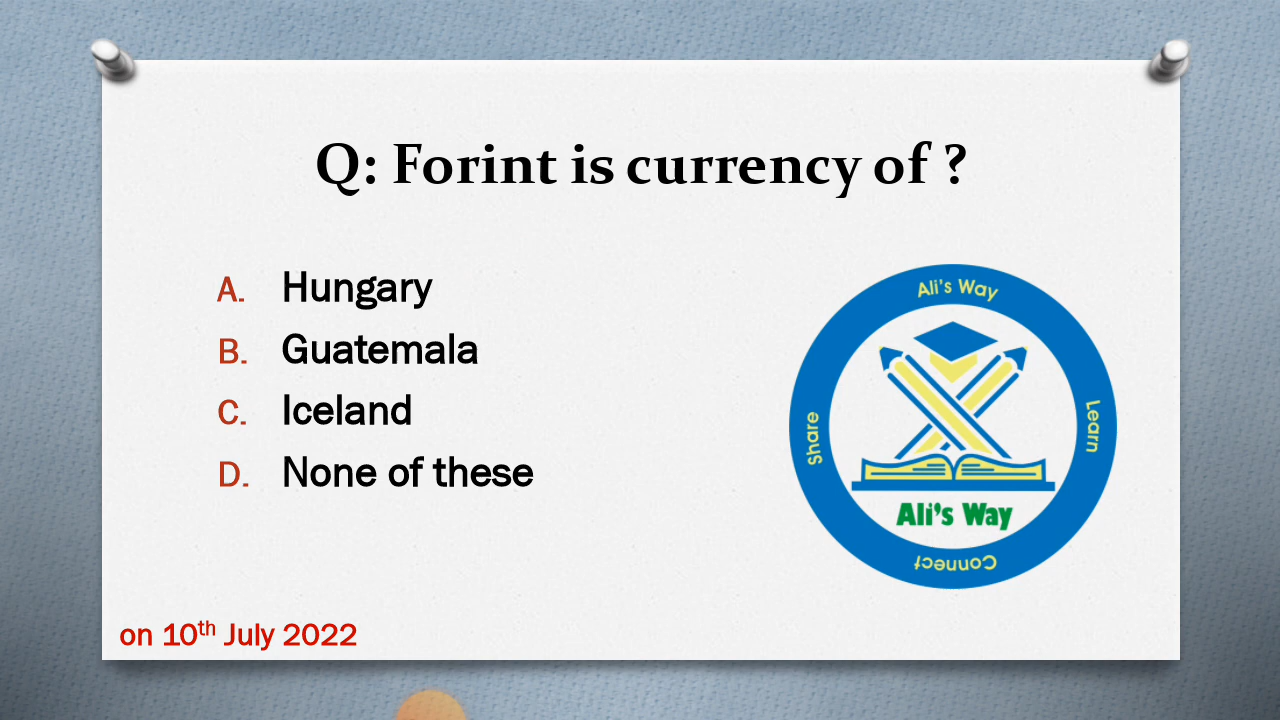 Q: Forint is currency of ?
A. Hungary
B. Guatemala
C. Iceland
D. None of these
Ali's Way
Share
Learn
Ali's Way
Connect
on 10th July 2022